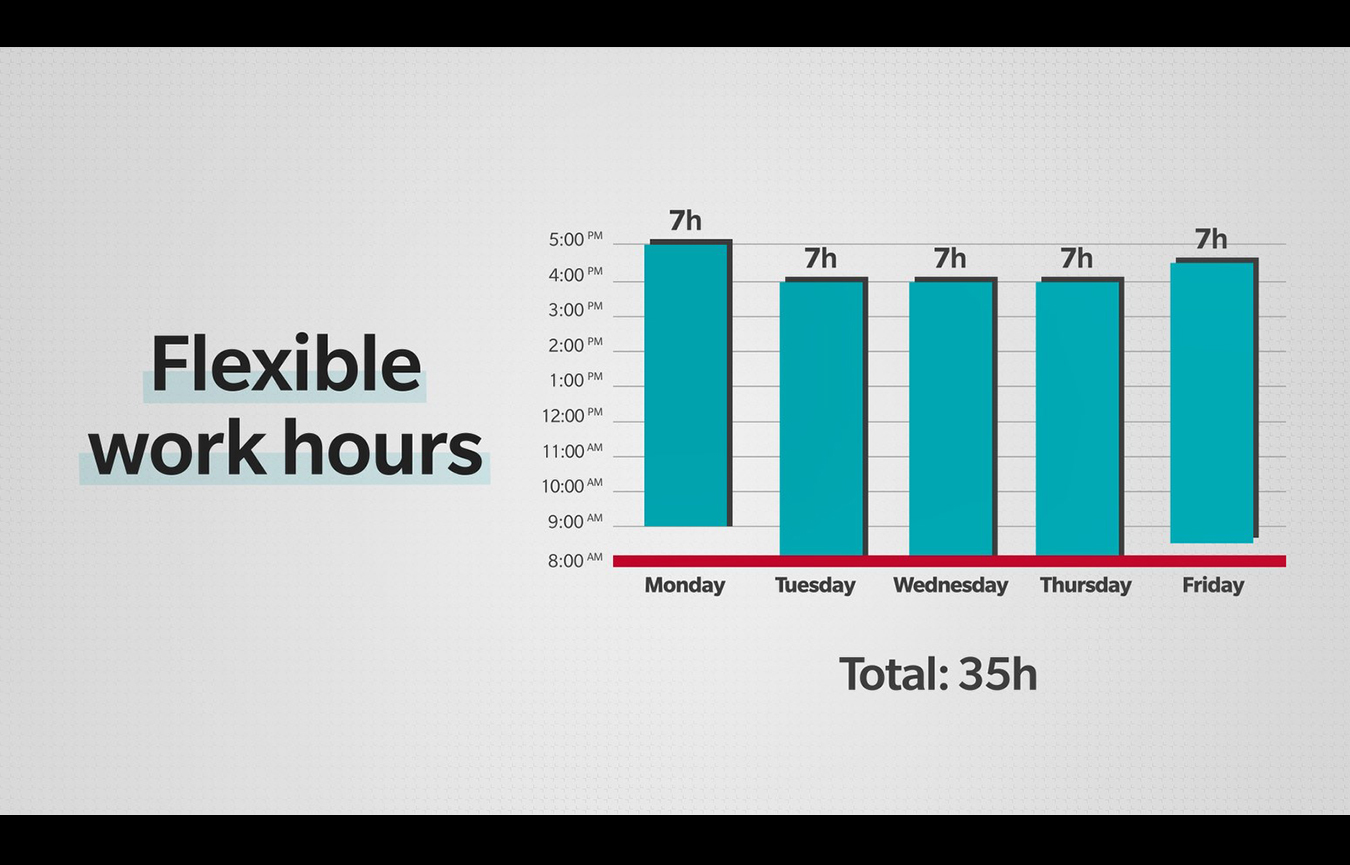 Flexible
work hours
7h
7h
7h
7h
7h
5:00 PM
4:00 PM
3:00 PM
2:00 PM
1:00 PM
12:00 PM
11:00 AM
10:00 AM
9:00 AM
8:00 AM
Monday Tuesday Wednesday Thursday Friday
Total: 35h